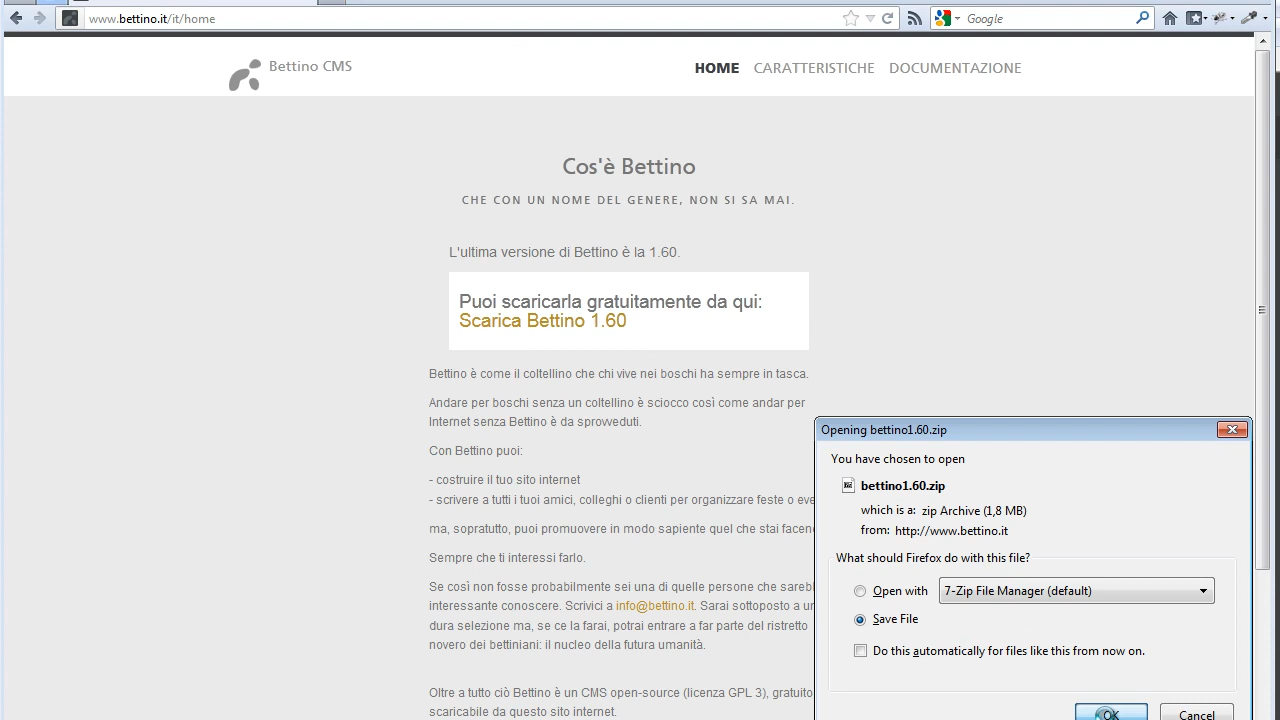 www.bettino.it/it/home
Google
Bettino CMS
HOME CARATTERISTICHE DOCUMENTAZIONE
Cos'è Bettino
CHE CON UN NOME DEL GENERE, NON SI SA MAI.
L'ultima versione di Bettino è la 1.60.
Puoi scaricarla gratuitamente da qui:
Scarica Bettino 1.60
Bettino è come il coltellino che chi vive nei boschi ha sempre in tasca.
Andare per boschi senza un coltellino è sciocco così come andar per
Internet senza Bettino è da sprovveduti.
Con Bettino puoi:
- costruire il tuo sito internet
- scrivere a tutti i tuoi amici, colleghi o clienti per organizzare feste o eve
ma, sopratutto, puoi promuovere in modo sapiente quel che stai facen
Sempre che ti interessi farlo.
Se così non fosse probabilmente sei una di quelle persone che sareb
interessante conoscere. Scrivici a info@bettino.it. Sarai sottoposto a un
dura selezione ma, se ce la farai, potrai entrare a far parte del ristretto
novero dei bettiniani: il nucleo della futura umanità.
Oltre a tutto ciò Bettino è un CMS open-source (licenza GPL 3), gratuito
scaricabile da questo sito internet.
Opening bettino1.60.zip
You have chosen to open
bettino1.60.zip
which is a: zip Archive (1,8 MB)
from: http://www.bettino.it
What should Firefox do with this file?
Open with 7-Zip File Manager (default)
Save File
Do this automatically for files like this from now on.
OK Cancel